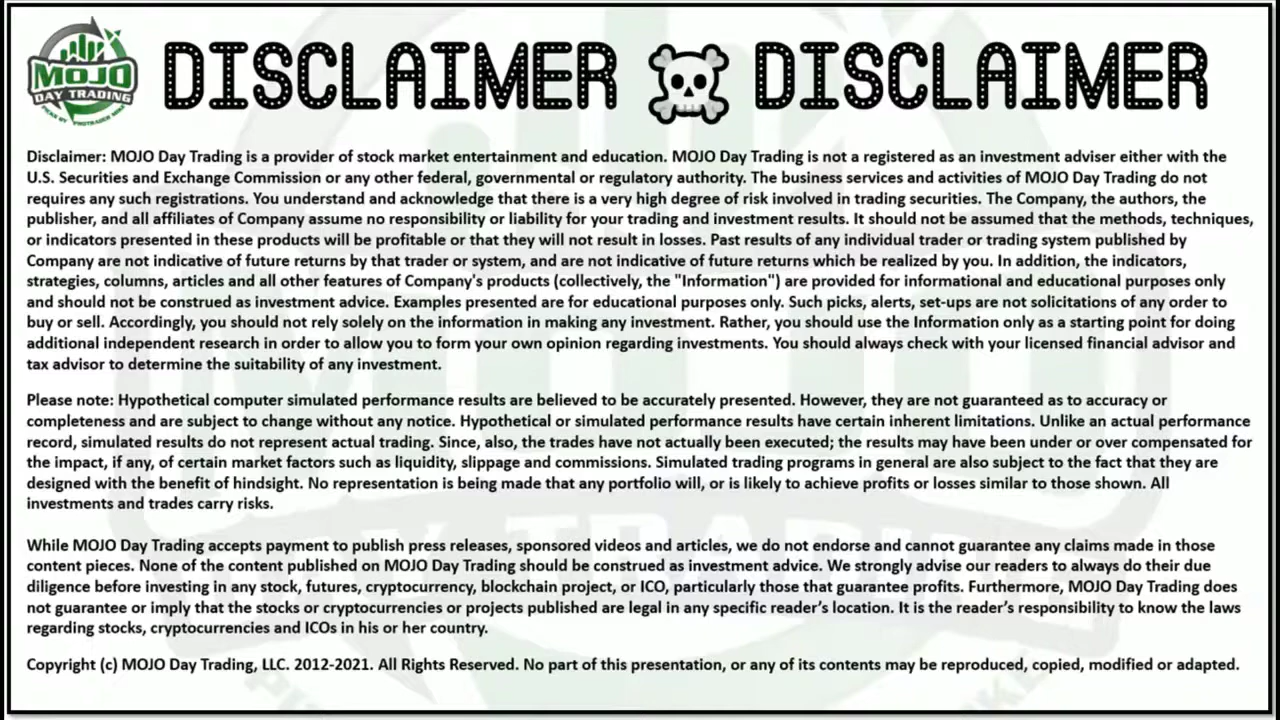 MOJO
DAY TRADING
DISCLAIMER DISCLAIMER
Disclaimer: MOJO Day Trading is a provider of stock market entertainment and education. MOJO Day Trading is not a registered as an investment adviser either with the
U.S. Securities and Exchange Commission or any other federal, governmental or regulatory authority. The business services and activities of MOJO Day Trading do not
requires any such registrations. You understand and acknowledge that there is a very high degree of risk involved in trading securities. The Company, the authors, the
publisher, and all affiliates of Company assume no responsibility or liability for your trading and investment results. It should not be assumed that the methods, techniques,
or indicators presented in these products will be profitable or that they will not result in losses. Past results of any individual trader or trading system published by
Company are not indicative of future returns by that trader or system, and are not indicative of future returns which be realized by you. In addition, the indicators,
strategies, columns, articles and all other features of Company's products (collectively, the "Information") are provided for informational and educational purposes only
and should not be construed as investment advice. Examples presented are for educational purposes only. Such picks, alerts, set-ups are not solicitations of any order to
buy or sell. Accordingly, you should not rely solely on the information in making any investment. Rather, you should use the Information only as a starting point for doing
additional independent research in order to allow you to form your own opinion regarding investments. You should always check with your licensed financial advisor and
tax advisor to determine the suitability of any investment.
Please note: Hypothetical computer simulated performance results are believed to be accurately presented. However, they are not guaranteed as to accuracy or
completeness and are subject to change without any notice. Hypothetical or simulated performance results have certain inherent limitations. Unlike an actual performance
record, simulated results do not represent actual trading. Since, also, the trades have not actually been executed; the results may have been under or over compensated for
the impact, if any, of certain market factors such as liquidity, slippage and commissions. Simulated trading programs in general are also subject to the fact that they are
designed with the benefit of hindsight. No representation is being made that any portfolio will, or is likely to achieve profits or losses similar to those shown. All
investments and trades carry risks.
While MOJO Day Trading accepts payment to publish press releases, sponsored videos and articles, we do not endorse and cannot guarantee any claims made in those
content pieces. None of the content published on MOJO Day Trading should be construed as investment advice. We strongly advise our readers to always do their due
diligence before investing in any stock, futures, cryptocurrency, blockchain project, or ICO, particularly those that guarantee profits. Furthermore, MOJO Day Trading does
not guarantee or imply that the stocks or cryptocurrencies or projects published are legal in any specific reader’s location. It is the reader’s responsibility to know the laws
regarding stocks, cryptocurrencies and ICOs in his or her country.
Copyright (c) MOJO Day Trading, LLC. 2012-2021. All Rights Reserved. No part of this presentation, or any of its contents may be reproduced, copied, modified or adapted.